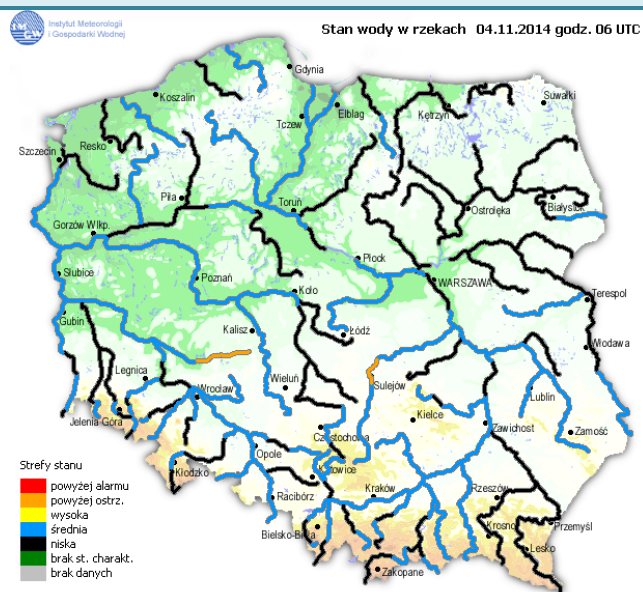 Instytut Meteorologii
i Gospodarki Wodnej
Stan wody w rzekach 04.11.2014 godz. 06 UTC
Gdynia
Koszalin
Suwałki
Tczew
Elbląg
Kętrzyn
Resko
Szczecin
Piła
Toruń
Ostrołęka
Białystok
Gorzów Wlkp.
Płock
Słubice
Poznań
WARSZAWA
Koło
Terespol
Gubin
Kalisz
Łódź
Włodawa
Legnica
Wieluń
Sulejów
Wrocław
Lublin
Jelenia Góra
Kielce
Zawichost
Zamość
Częstochowa
Opole
Kłodzko
Katowice
Racibórz
Kraków
Rzeszów
Bielsko-Biała
Krosno
Przemyśl
Lesko
Zakopane
Strefy stanu
powyżej alarmu
powyżej ostrz.
wysoka
średnia
niska
brak st. charakt.
brak danych